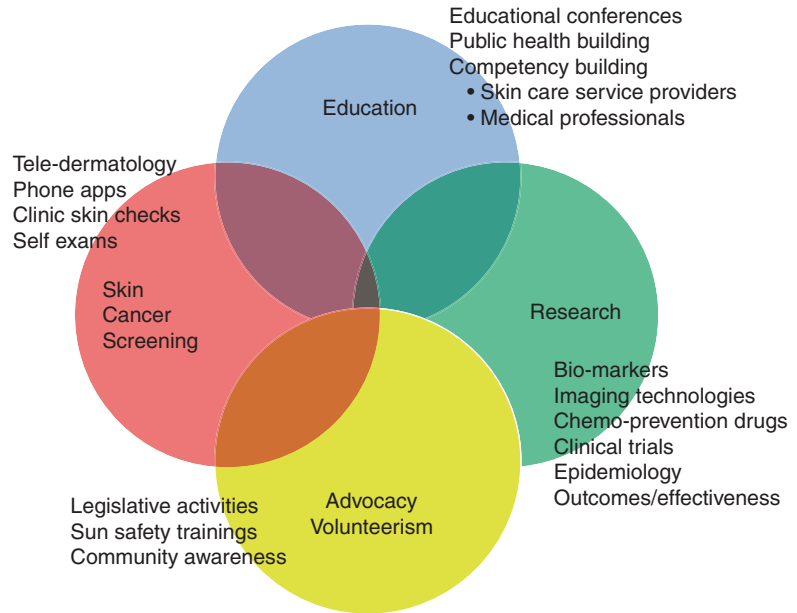 Educational conferences
Public health building
Competency building
• Skin care service providers
• Medical professionals
Education
Tele-dermatology
Phone apps
Clinic skin checks
Self exams
Skin
Cancer
Screening
Research
Bio-markers
Imaging technologies
Chemo-prevention drugs
Clinical trials
Epidemiology
Outcomes/effectiveness
Advocacy
Volunteerism
Legislative activities
Sun safety trainings
Community awareness